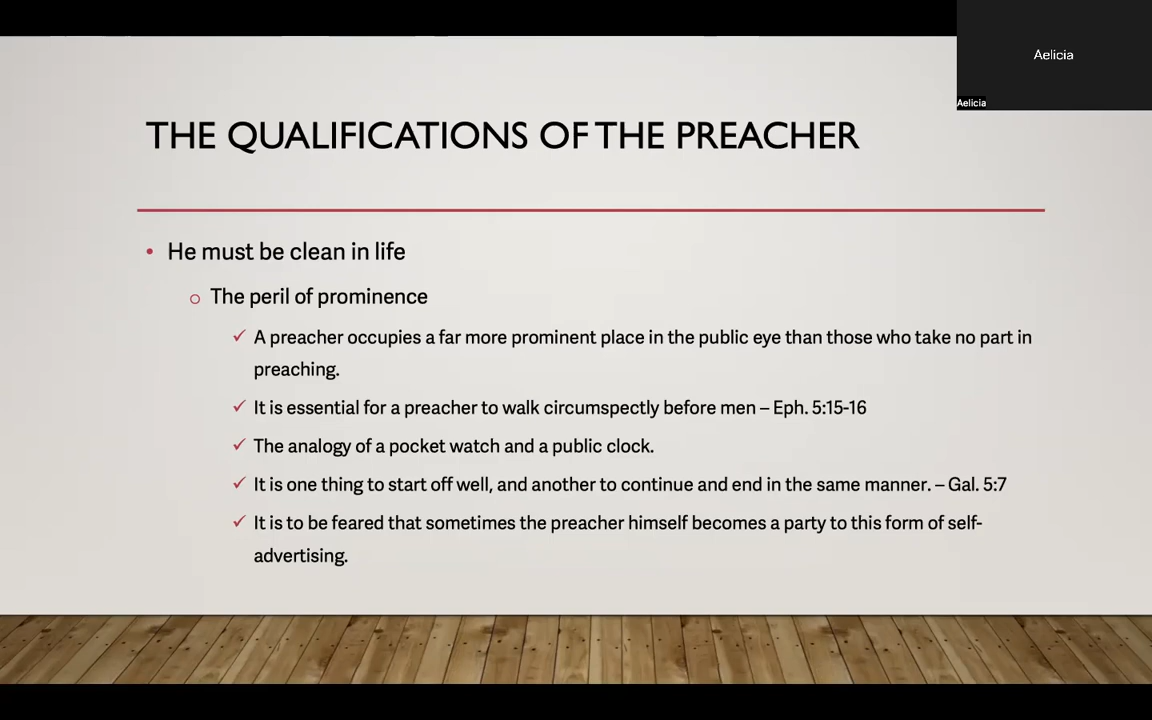 Aelicia
Aelicia
THE QUALIFICATIONS OF THE PREACHER
• He must be clean in life
o The peril of prominence
✓ A preacher occupies a far more prominent place in the public eye than those who take no part in
preaching.
✓ It is essential for a preacher to walk circumspectly before men – Eph. 5:15-16
✓ The analogy of a pocket watch and a public clock.
✓ It is one thing to start off well, and another to continue and end in the same manner. – Gal. 5:7
✓ It is to be feared that sometimes the preacher himself becomes a party to this form of self-
advertising.